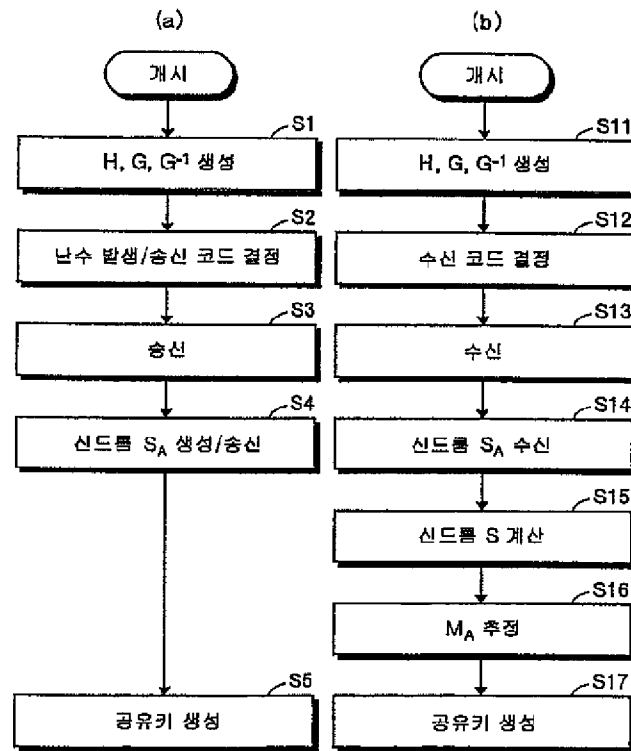 (a)
개시
S1
H, G, G-1 생성
S2
난수 발생/송신 코드 결정
S3
송신
S4
신드롬 SA 생성/송신
S5
공유키 생성
(b)
개시
S11
H, G, G-1 생성
S12
수신 코드 결정
S13
수신
S14
신드롬 SA 수신
S15
신드롬 S 계산
S16
MA 추정
S17
공유키 생성